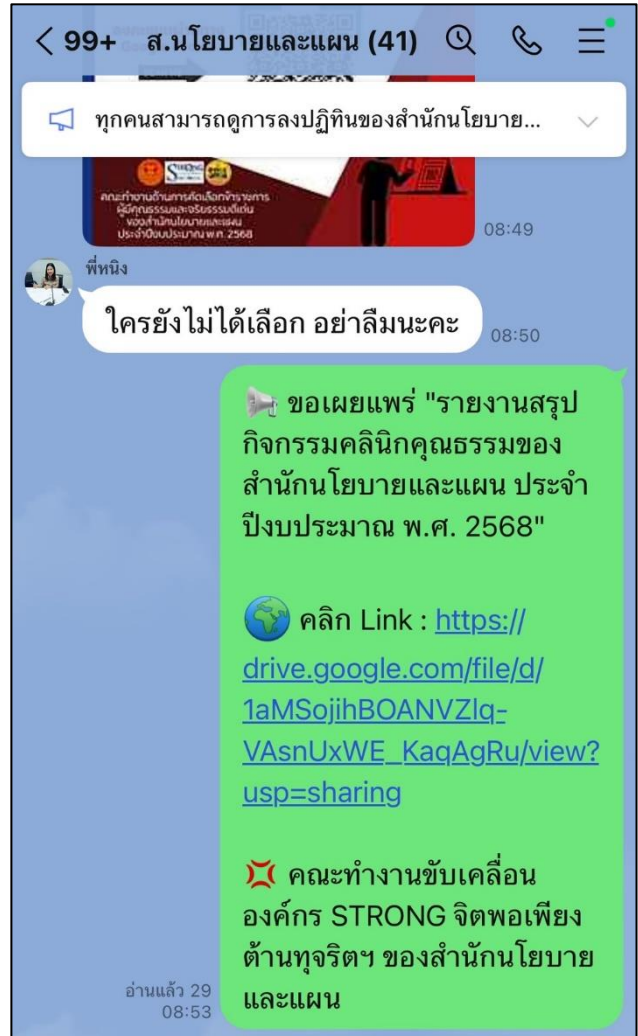 99+ ส.นโยบายและแผน (41)
ทุกคนสามารถดูการลงปฏิทินของสำนักนโยบาย...
STRONG
คณะทำงานด้านการคัดเลือกข้าราชการ
ผู้มีคุณธรรมและจริยธรรมดีเด่น
ของสำนักนโยบายและแผน
ประจำปีงบประมาณ พ.ศ. 2568
08:49
พี่หนิง
ใครยังไม่ได้เลือก อย่าลืมนะคะ
08:50
ขอเผยแพร่ "รายงานสรุป
กิจกรรมคลินิกคุณธรรมของ
สำนักนโยบายและแผน ประจำ
ปีงบประมาณ พ.ศ. 2568"
คลิก Link : https://
drive.google.com/file/d/
1aMSojihBOANVZlq-
VAsnUxWE_KaqAgRu/view?
usp=sharing
คณะทำงานขับเคลื่อน
องค์กร STRONG จิตพอเพียง
ต้านทุจริตฯ ของสำนักนโยบาย
และแผน
อ่านแล้ว 29
08:53